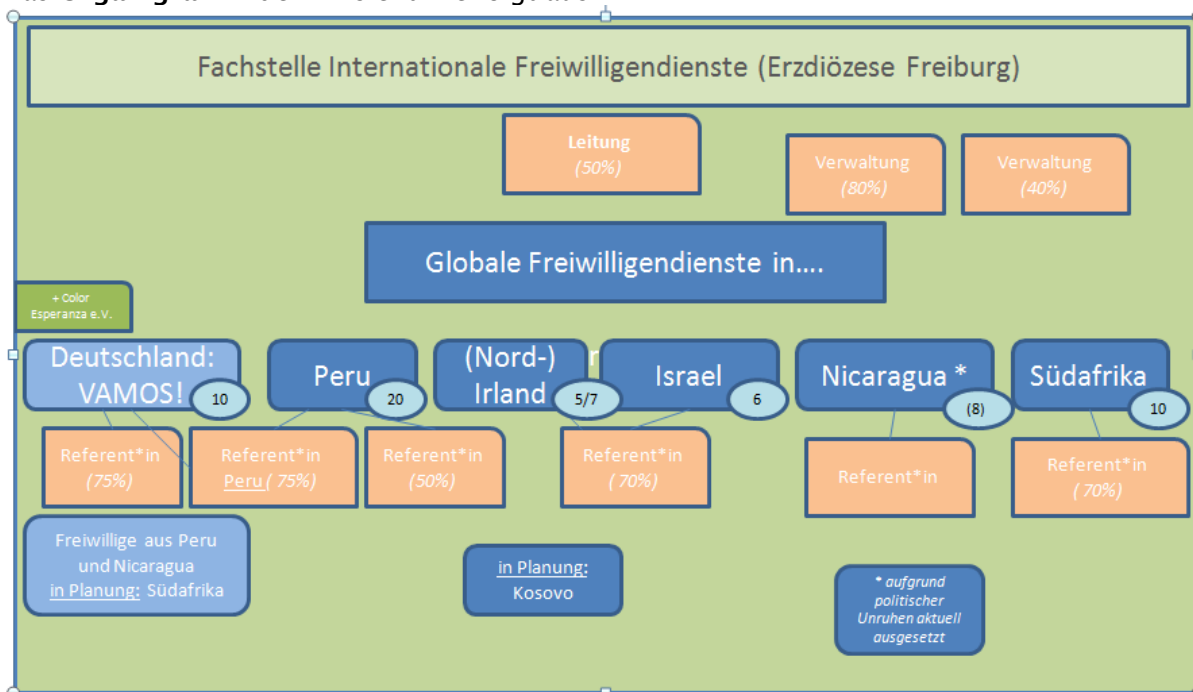 Fachstelle Internationale Freiwilligendienste (Erzdiözese Freiburg)
Leitung
(50%)
Verwaltung
(80%)
Verwaltung
(40%)
Globale Freiwilligendienste in....
+ Color
Esperanza e.V.
Deutschland:
VAMOS!
10
Peru
20
(Nord-)
Irland
5/7
Israel
6
Nicaragua *
(8)
Südafrika
10
Referent*in
(75%)
Referent*in
Peru ( 75%)
Referent*in
(50%)
Referent*in
( 70%)
Referent*in
Referent*in
( 70%)
Freiwillige aus Peru
und Nicaragua
in Planung: Südafrika
in Planung:
Kosovo
* aufgrund
politischer
Unruhen aktuell
ausgesetzt